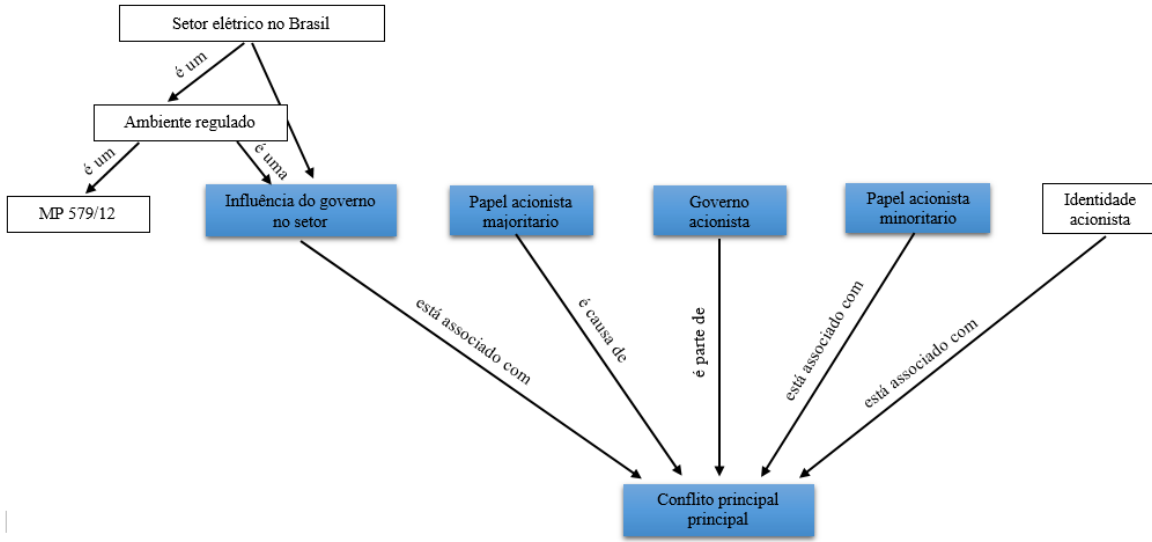 Setor elétrico no Brasil
é um
Ambiente regulado
é um
é uma
MP 579/12
Influência do governo
no setor
Papel acionista
majoritario
Governo
acionista
Papel acionista
minoritario
Identidade
acionista
está associado com
é causa de
é parte de
está associado com
está associado com
Conflito principal
principal